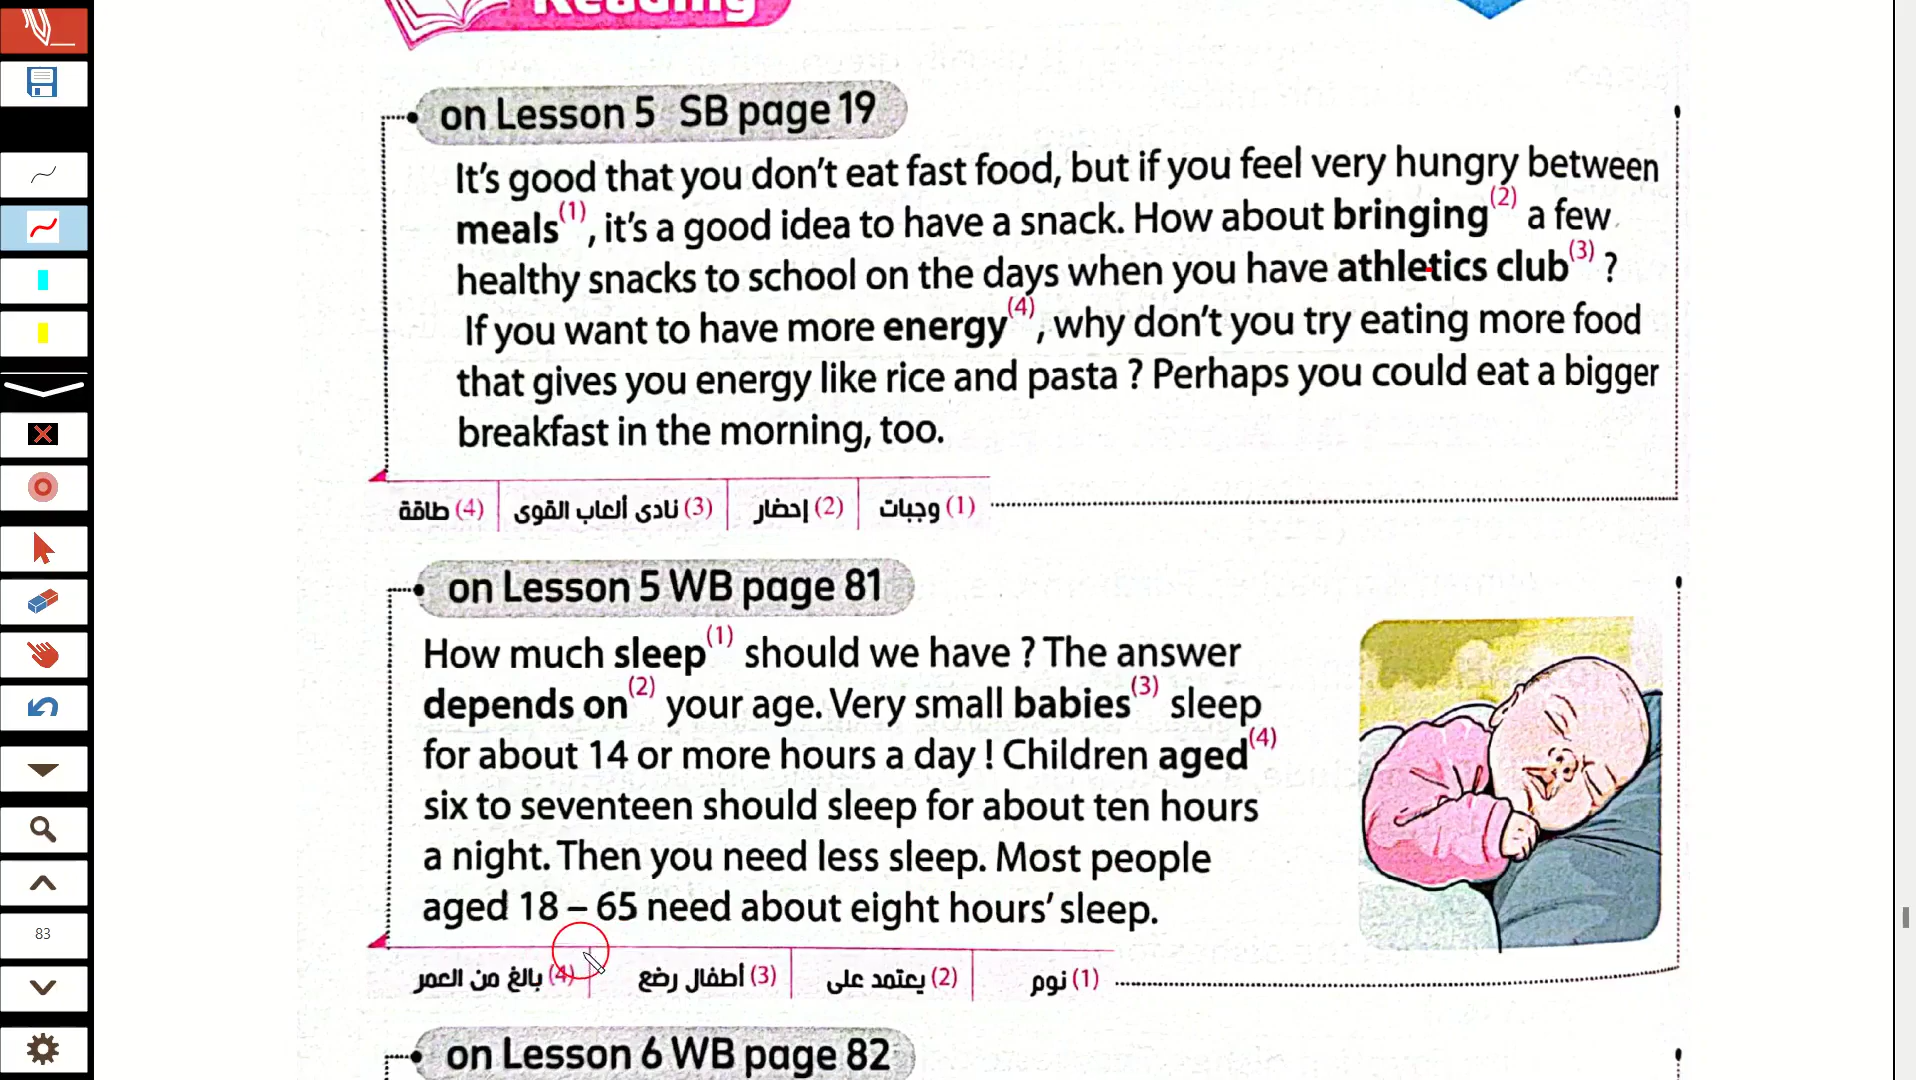 Reading
on Lesson 5 SB page 19
It's good that you don't eat fast food, but if you feel very hungry between
meals(1), it's a good idea to have a snack. How about bringing(2) a few
healthy snacks to school on the days when you have athletics club(3) ?
If you want to have more energy(4), why don't you try eating more food
that gives you energy like rice and pasta ? Perhaps you could eat a bigger
breakfast in the morning, too.
(1) وجبات (2) إحضار (3) نادى ألعاب القوى (4) طاقة
on Lesson 5 WB page 81
How much sleep(1) should we have ? The answer
depends on(2) your age. Very small babies(3) sleep
for about 14 or more hours a day ! Children aged(4)
six to seventeen should sleep for about ten hours
a night. Then you need less sleep. Most people
aged 18 – 65 need about eight hours' sleep.
(1) نوم (2) يعتمد على (3) أطفال رضع (4) بالغ من العمر
on Lesson 6 WB page 82
83